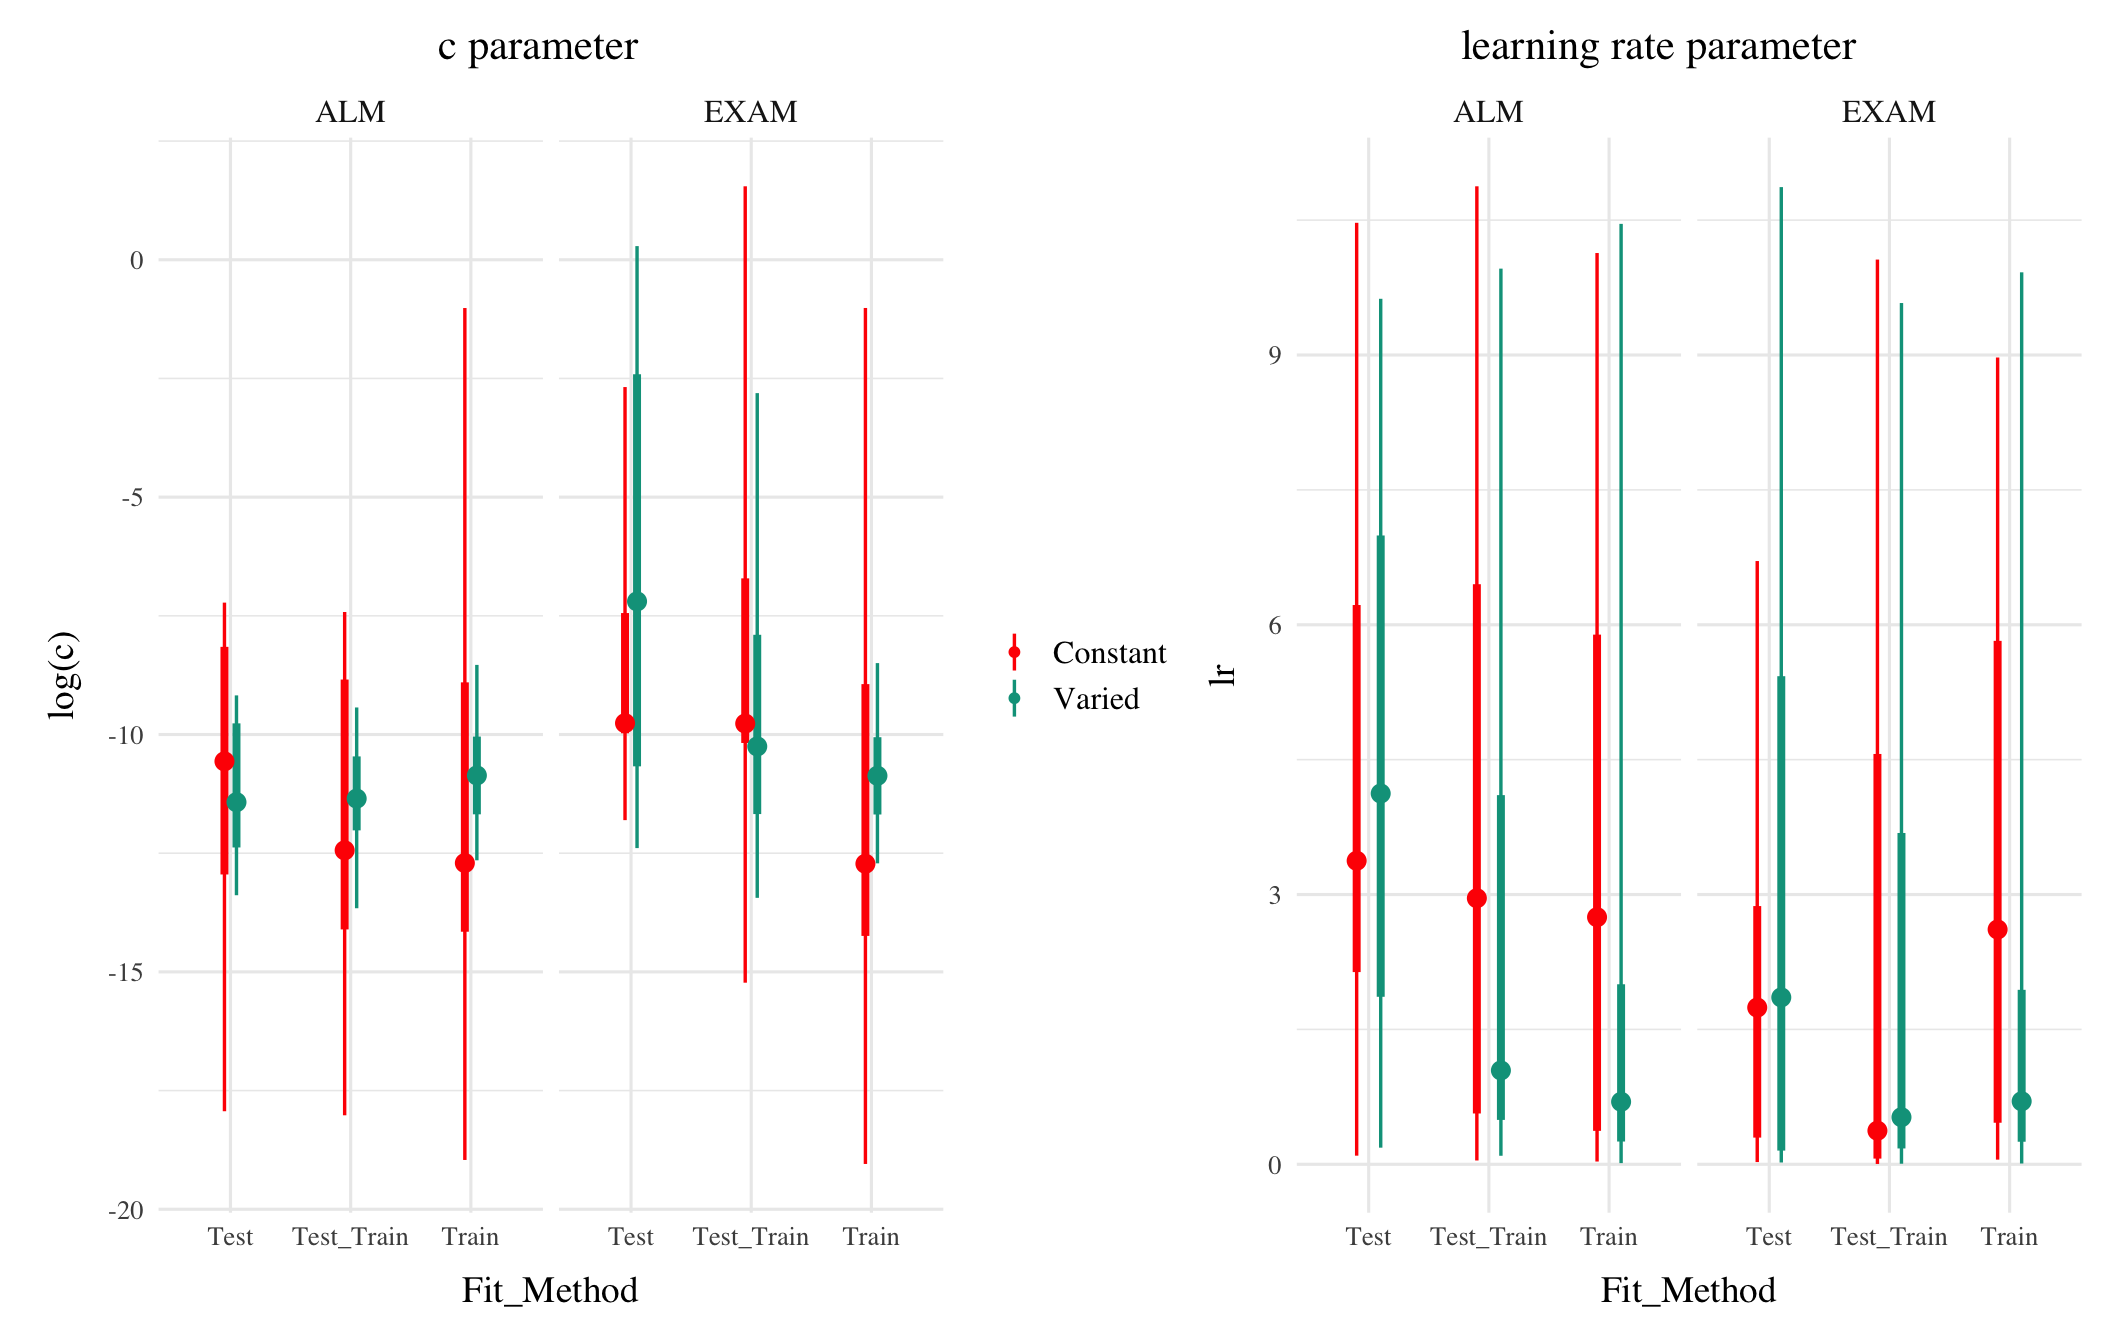 c parameter
ALM
EXAM
0
-5
-10
-15
-20
log(c)
Test
Test_Train
Train
Test
Test_Train
Train
Fit_Method
Constant
Varied
learning rate parameter
ALM
EXAM
9
6
3
0
lr
Test
Test_Train
Train
Test
Test_Train
Train
Fit_Method